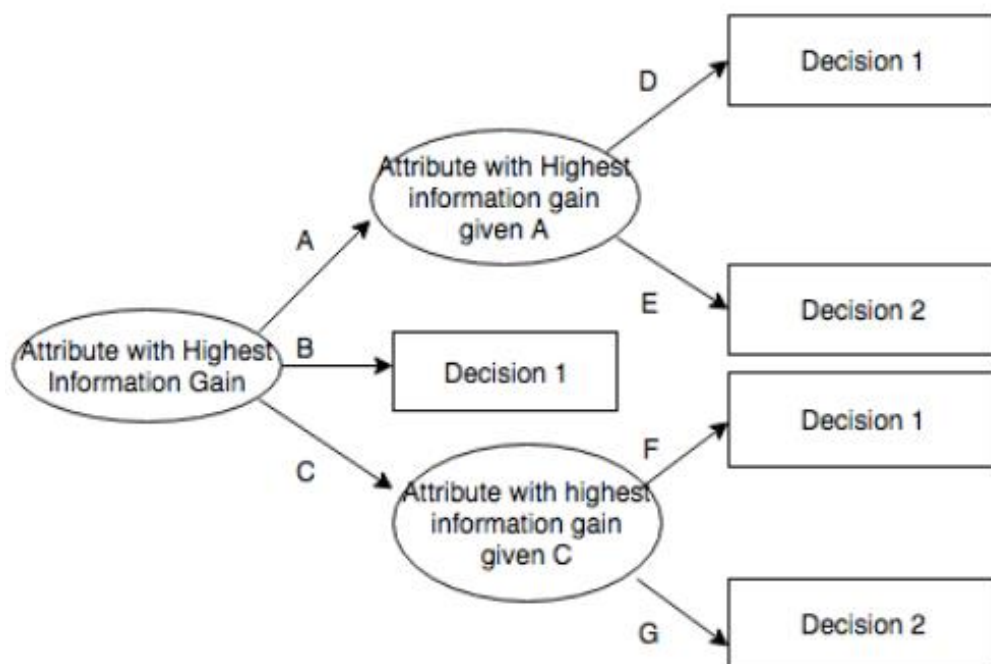 D
Decision 1
Attribute with Highest
information gain
given A
A
E
Decision 2
Attribute with Highest
Information Gain
B
Decision 1
Decision 1
F
C
Attribute with highest
information gain
given C
G
Decision 2